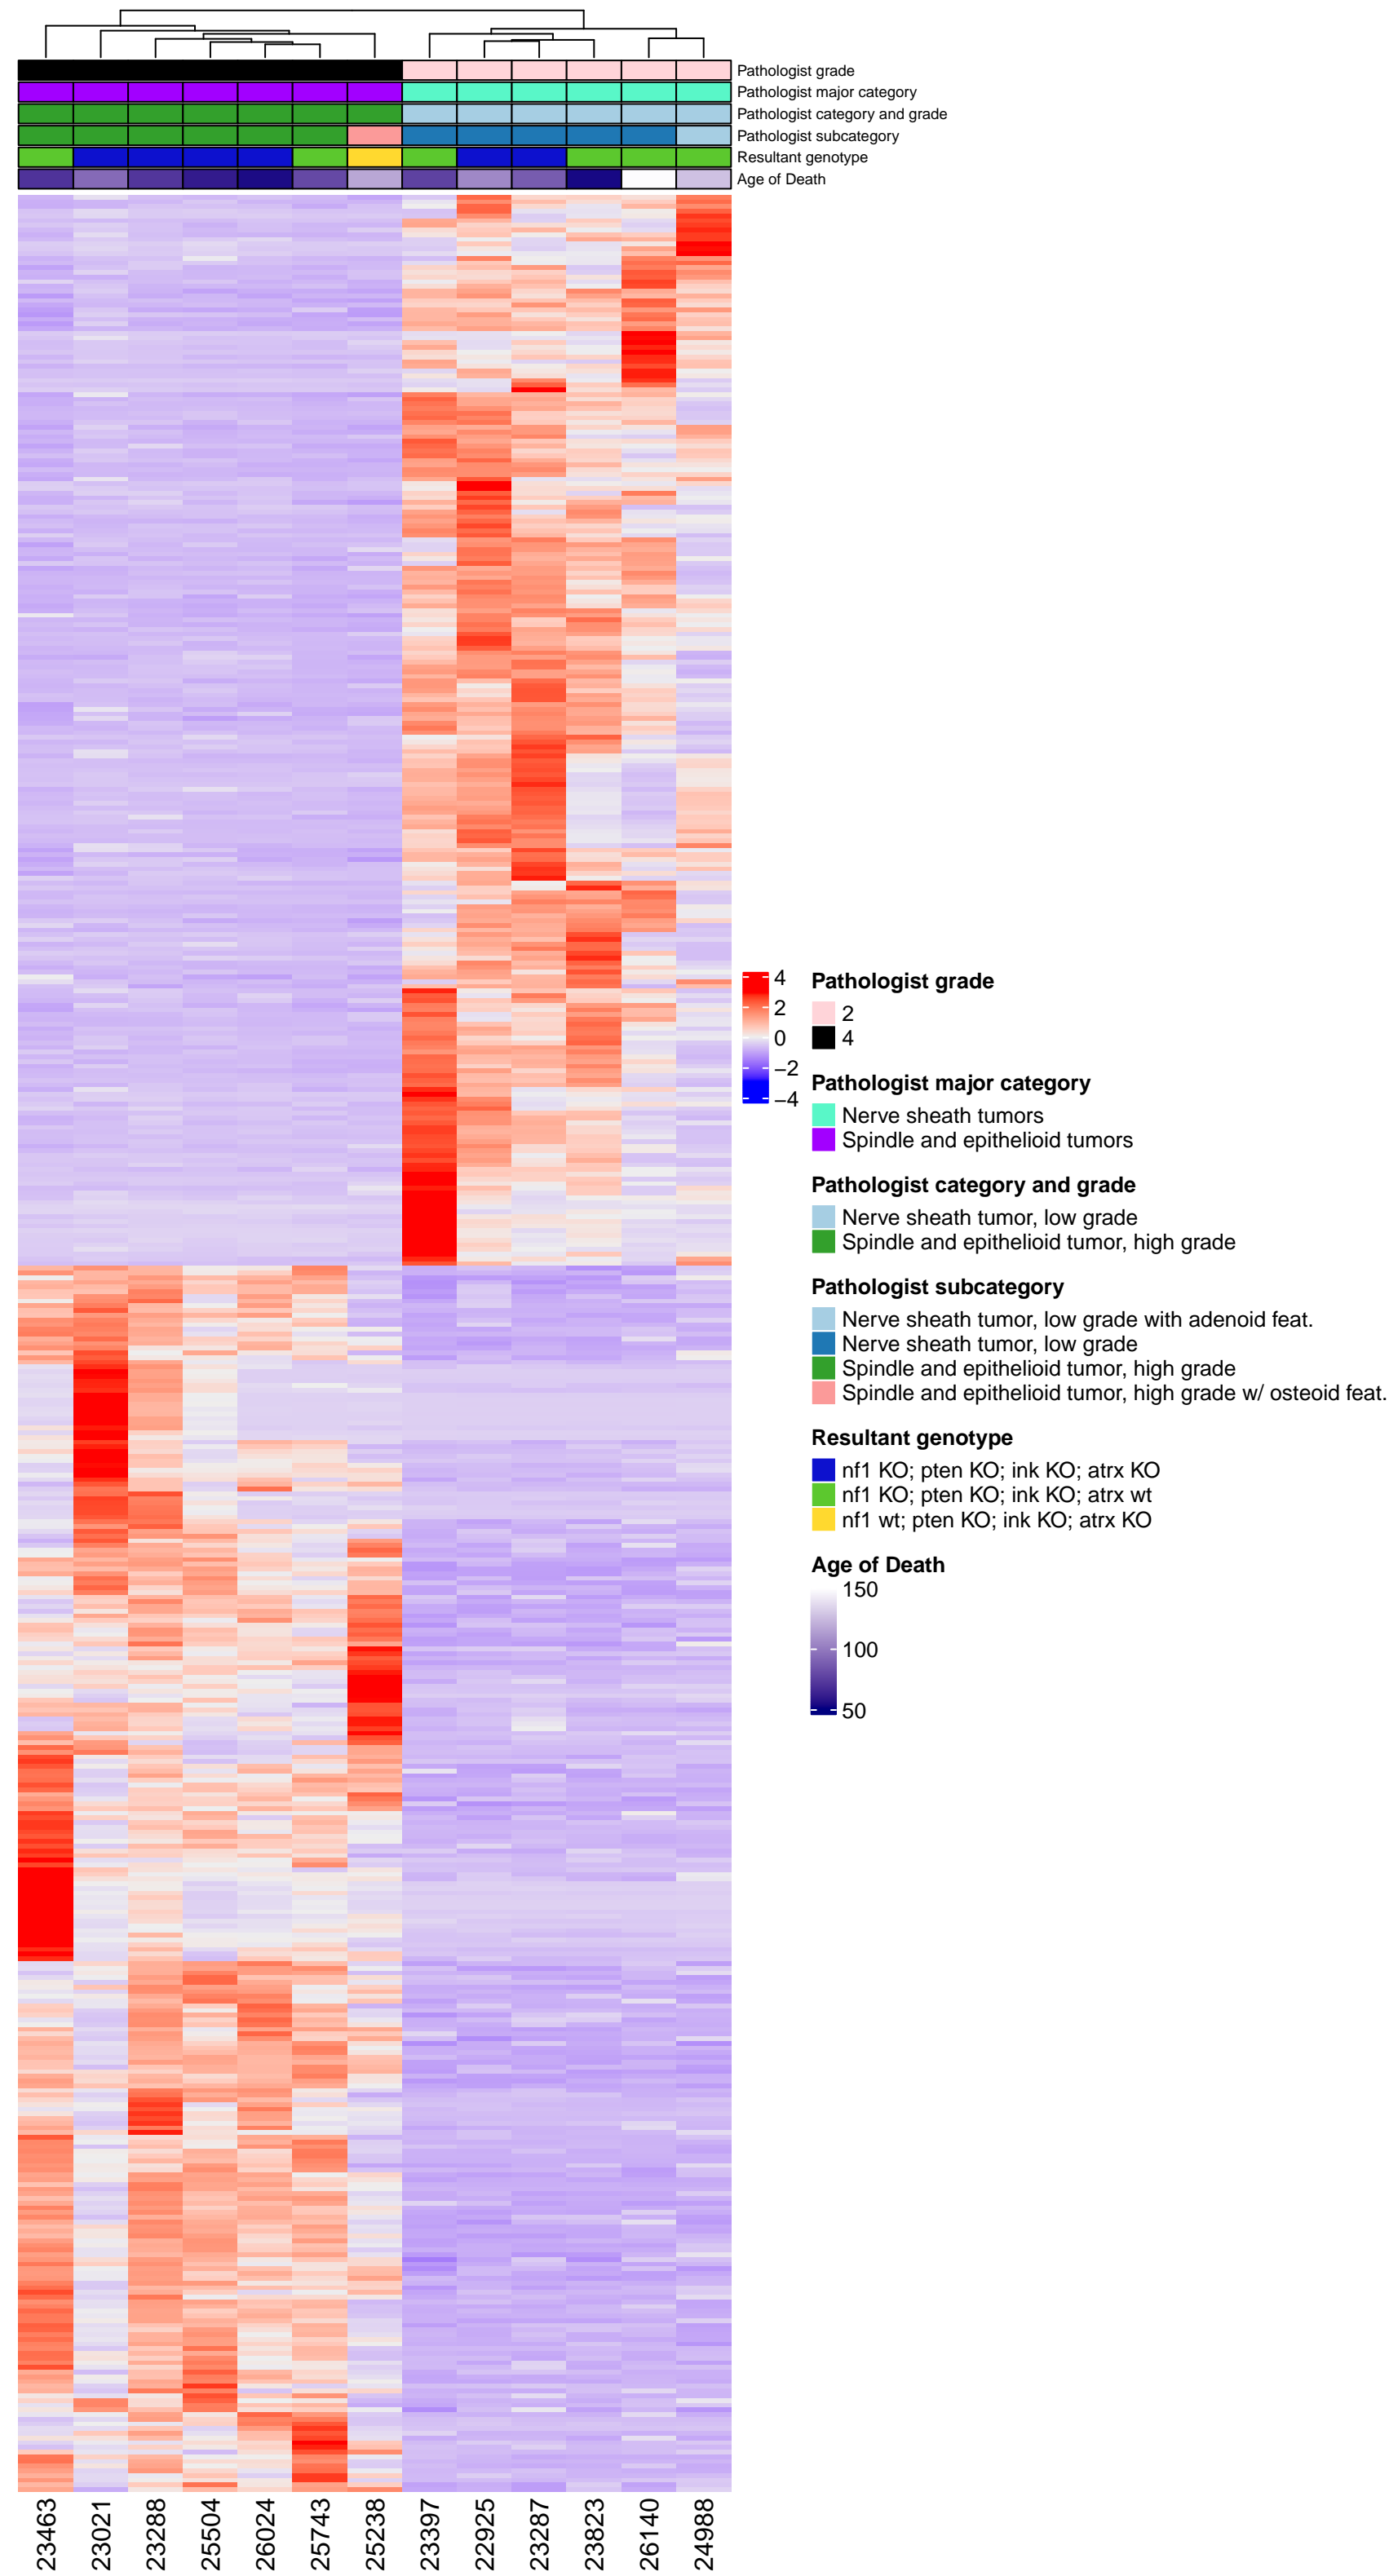 Pathologist grade
Pathologist major category
Pathologist category and grade
Pathologist subcategory
Resultant genotype
Age of Death
4
2
0
−2
−4
Pathologist grade
2
4
Pathologist major category
Nerve sheath tumors
Spindle and epithelioid tumors
Pathologist category and grade
Nerve sheath tumor, low grade
Spindle and epithelioid tumor, high grade
Pathologist subcategory
Nerve sheath tumor, low grade with adenoid feat.
Nerve sheath tumor, low grade
Spindle and epithelioid tumor, high grade
Spindle and epithelioid tumor, high grade w/ osteoid feat.
Resultant genotype
nf1 KO; pten KO; ink KO; atrx KO
nf1 KO; pten KO; ink KO; atrx wt
nf1 wt; pten KO; ink KO; atrx KO
Age of Death
150
100
50
23463
23021
23288
25504
26024
25743
25238
23397
22925
23287
23823
26140
24988